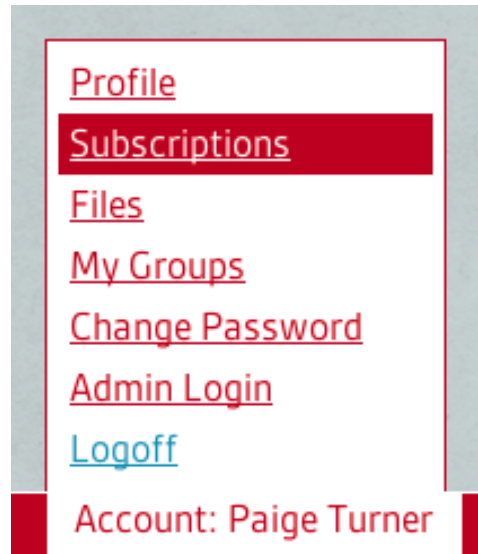 Profile
Subscriptions
Files
My Groups
Change Password
Admin Login
Logoff
Account: Paige Turner